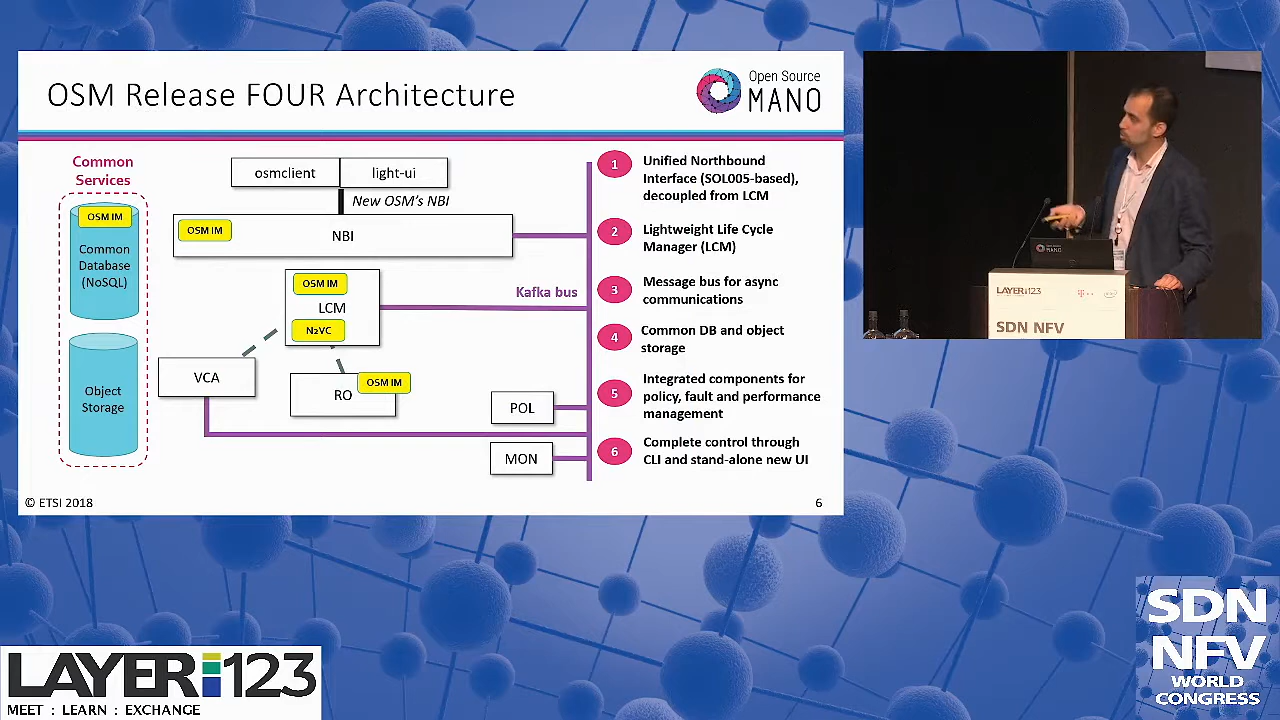 OSM Release FOUR Architecture
Open Source
MANO
Common
Services
OSM IM
Common
Database
(NoSQL)
Object
Storage
osmclient
light-ui
New OSM's NBI
OSM IM
NBI
OSM IM
LCM
N2VC
Kafka bus
VCA
RO
OSM IM
POL
MON
1
Unified Northbound
Interface (SOL005-based),
decoupled from LCM
2
Lightweight Life Cycle
Manager (LCM)
3
Message bus for async
communications
4
Common DB and object
storage
5
Integrated components for
policy, fault and performance
management
6
Complete control through
CLI and stand-alone new UI
© ETSI 2018
6
MANO
LAYER123
SDN NFV
LAYER123
MEET : LEARN : EXCHANGE
SDN
NFV
WORLD
CONGRESS